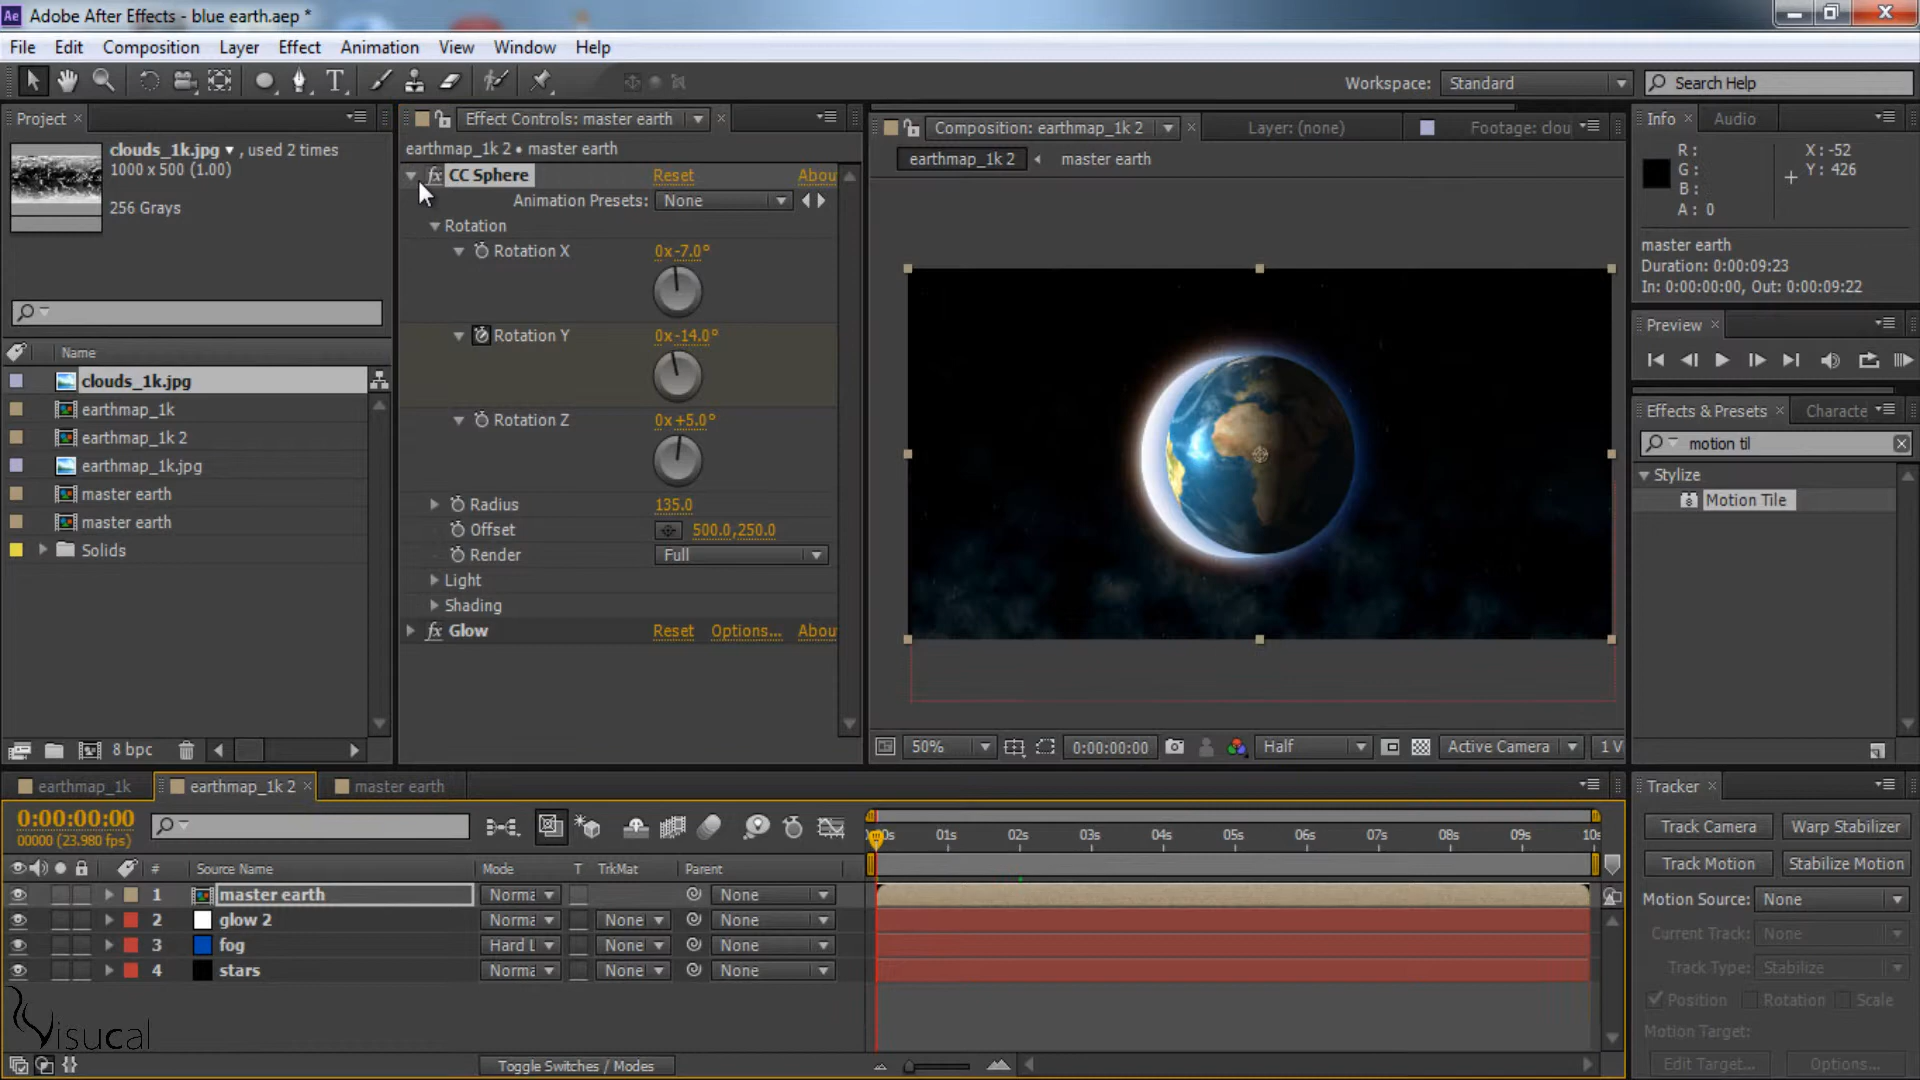 Ae Adobe After Effects - blue earth.aep *
File Edit Composition Layer Effect Animation View Window Help
T Workspace: Standard Search Help
Project
clouds_1k.jpg , used 2 times
1000 x 500 (1.00)
256 Grays
Name
clouds_1k.jpg
earthmap_1k
earthmap_1k 2
earthmap_1k.jpg
master earth
master earth
Solids
8 bpc
Effect Controls: master earth
earthmap_1k 2 • master earth
fx CC Sphere Reset Abou
Animation Presets: None
Rotation
Rotation X 0x-7.0°
Rotation Y 0x-14.0°
Rotation Z 0x+5.0°
Radius 135.0
Offset 500.0,250.0
Render Full
Light
Shading
fx Glow Reset Options... Abou
Composition: earthmap_1k 2 Layer: (none) Footage: clou
earthmap_1k 2 master earth
50% 0:00:00:00 Half Active Camera 1 V
Info Audio
R: X: -52
G: Y: 426
B:
A: 0
master earth
Duration: 0:00:09:23
In: 0:00:00:00, Out: 0:00:09:22
Preview
Effects & Presets Characte
motion til
Stylize
Motion Tile
earthmap_1k earthmap_1k 2 master earth
0:00:00:00
00000 (23.980 fps)
0s 01s 02s 03s 04s 05s 06s 07s 08s 09s 10s
# Source Name Mode T TrkMat Parent
1 master earth Norma None
2 glow 2 Norma None None
3 fog Hard L None None
4 stars Norma None None
Toggle Switches / Modes
Visucal
Tracker
Track Camera Warp Stabilizer
Track Motion Stabilize Motion
Motion Source: None
Current Track: None
Track Type: Stabilize
Position Rotation Scale
Motion Target:
Edit Target... Options...